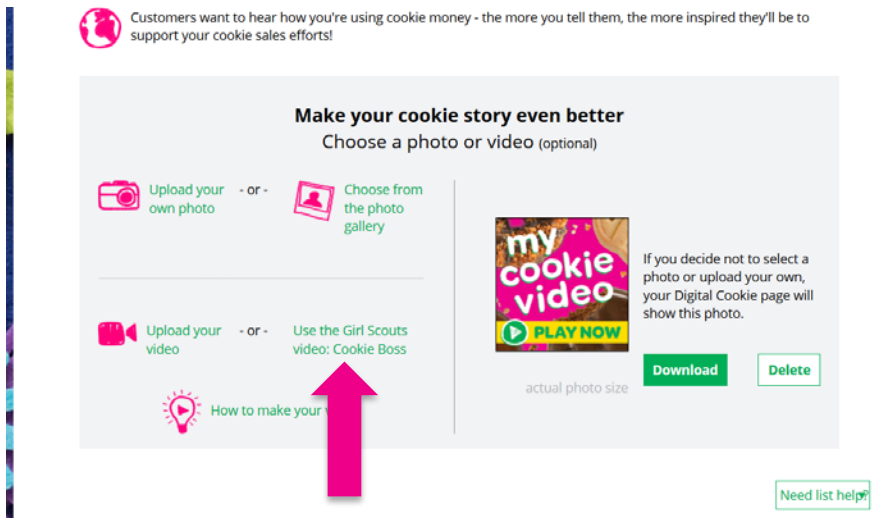 Customers want to hear how you're using cookie money - the more you tell them, the more inspired they'll be to
support your cookie sales efforts!
Make your cookie story even better
Choose a photo or video (optional)
Upload your
own photo
- or -
Choose from
the photo
gallery
Upload your
video
- or -
Use the Girl Scouts
video: Cookie Boss
How to make your
my
cookie
video
PLAY NOW
actual photo size
If you decide not to select a
photo or upload your own,
your Digital Cookie page will
show this photo.
Download
Delete
Need list help?